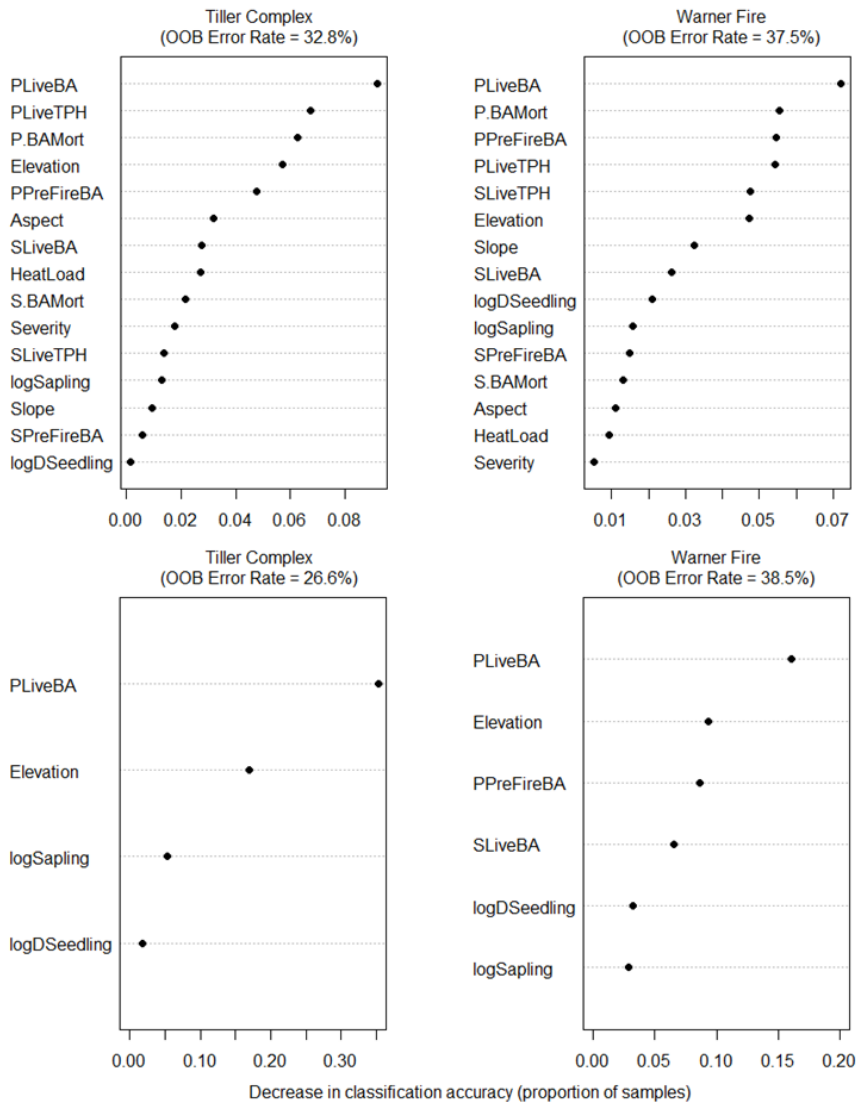 Tiller Complex
(OOB Error Rate = 32.8%)
PLiveBA
PLiveTPH
P.BAMort
Elevation
PPreFireBA
Aspect
SLiveBA
HeatLoad
S.BAMort
Severity
SLiveTPH
logSapling
Slope
SPreFireBA
logDSeedling
0.00 0.02 0.04 0.06 0.08
Warner Fire
(OOB Error Rate = 37.5%)
PLiveBA
P.BAMort
PPreFireBA
PLiveTPH
SLiveTPH
Elevation
Slope
SLiveBA
logDSeedling
logSapling
SPreFireBA
S.BAMort
Aspect
HeatLoad
Severity
0.01 0.03 0.05 0.07
Tiller Complex
(OOB Error Rate = 26.6%)
PLiveBA
Elevation
logSapling
logDSeedling
0.00 0.10 0.20 0.30
Warner Fire
(OOB Error Rate = 38.5%)
PLiveBA
Elevation
PPreFireBA
SLiveBA
logDSeedling
logSapling
0.00 0.05 0.10 0.15 0.20
Decrease in classification accuracy (proportion of samples)